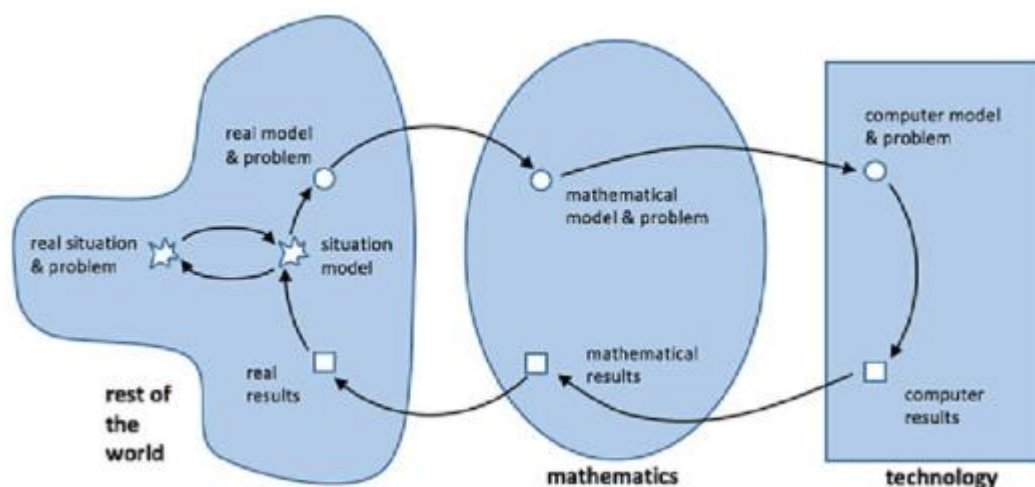 real model
& problem
computer model
& problem
mathematical
model & problem
real situation
& problem
situation
model
real
results
mathematical
results
computer
results
rest of
the
world
mathematics
technology